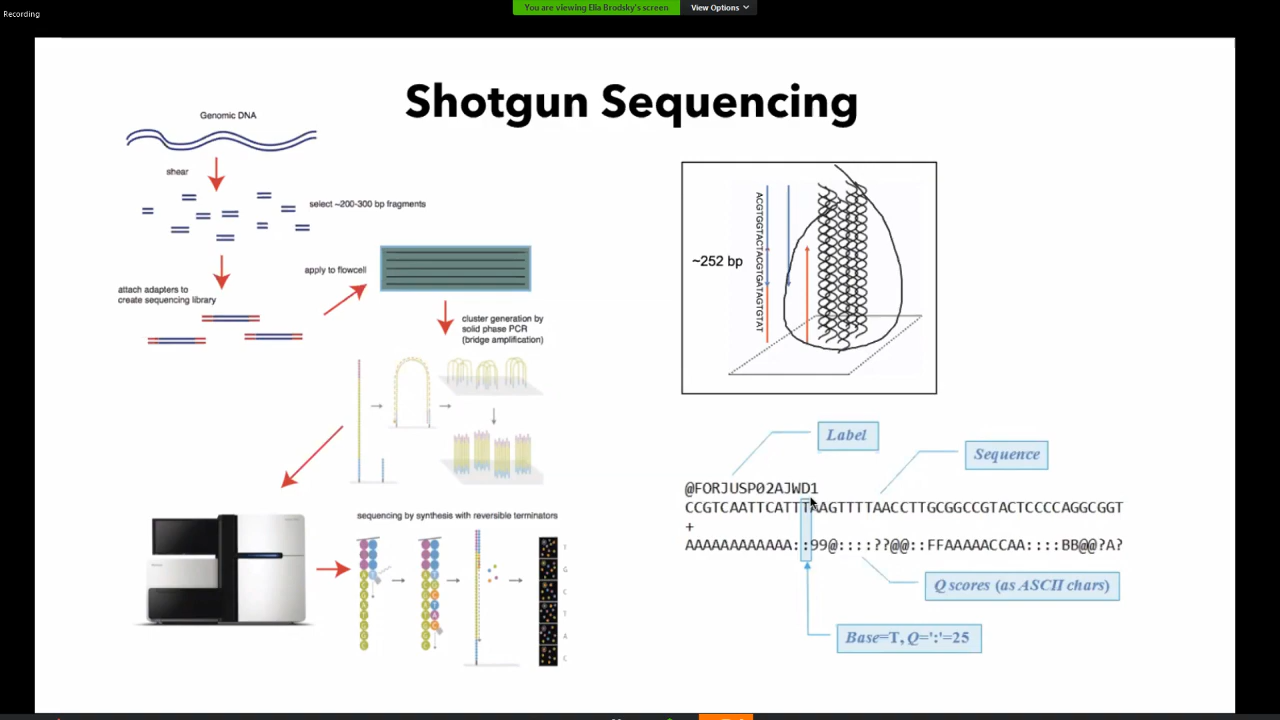 Recording
You are viewing Ella Brodsky's screen
View Options
Shotgun Sequencing
Genomic DNA
shear
select ~200-300 bp fragments
attach adapters to
create sequencing library
apply to flowcell
cluster generation by
solid phase PCR
(bridge amplification)
sequencing by synthesis with reversible terminators
T
G
C
T
A
C
~252 bp
ACGTGGTACTACGTGATAGTGTAT
Label
Sequence
@FORJUSP02AJWD1
CCGTCAATTCATTTAAGTTTTAACCTTGCGGCCGTACTCCCCAGGCGGT
+
AAAAAAAAAAAA::99@::::??@@::FFAAAAACCAA::::BB@@?A?
Q scores (as ASCII chars)
Base=T, Q=':'=25